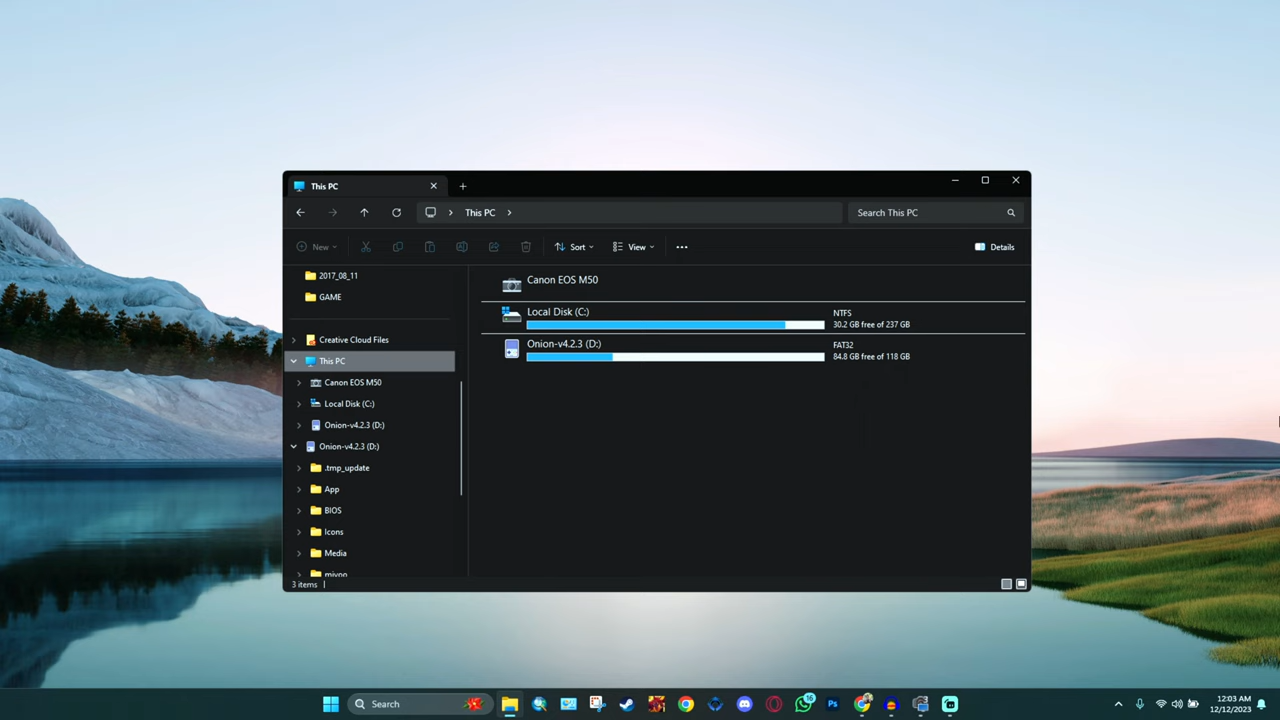 This PC
This PC
Search This PC
New
Sort
View
Details
2017_08_11
GAME
Creative Cloud Files
This PC
Canon EOS M50
Local Disk (C:)
Onion-v4.2.3 (D:)
Onion-v4.2.3 (D:)
.tmp_update
App
BIOS
Icons
Media
miyoo
3 items
Canon EOS M50
Local Disk (C:)
NTFS
30.2 GB free of 237 GB
Onion-v4.2.3 (D:)
FAT32
84.8 GB free of 118 GB
Search
16
Ps
12:03 AM
12/12/2023